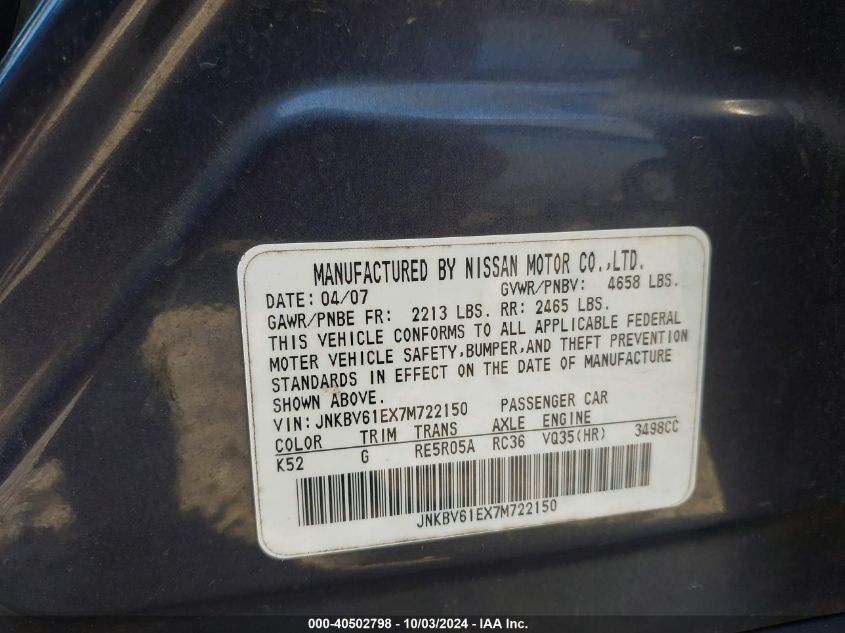 MANUFACTURED BY NISSAN MOTOR CO.,LTD.
DATE: 04/07 GVWR/PNBV: 4658 LBS.
GAWR/PNBE FR: 2213 LBS. RR: 2465 LBS.
THIS VEHICLE CONFORMS TO ALL APPLICABLE FEDERAL
MOTER VEHICLE SAFETY,BUMPER,AND THEFT PREVENTION
STANDARDS IN EFFECT ON THE DATE OF MANUFACTURE
SHOWN ABOVE.
VIN: JNKBV61EX7M722150 PASSENGER CAR
COLOR TRIM TRANS AXLE ENGINE
K52 G RE5R05A RC36 VQ35(HR) 3498CC
JNKBV61EX7M722150
000-40502798 - 10/03/2024 - IAA Inc.